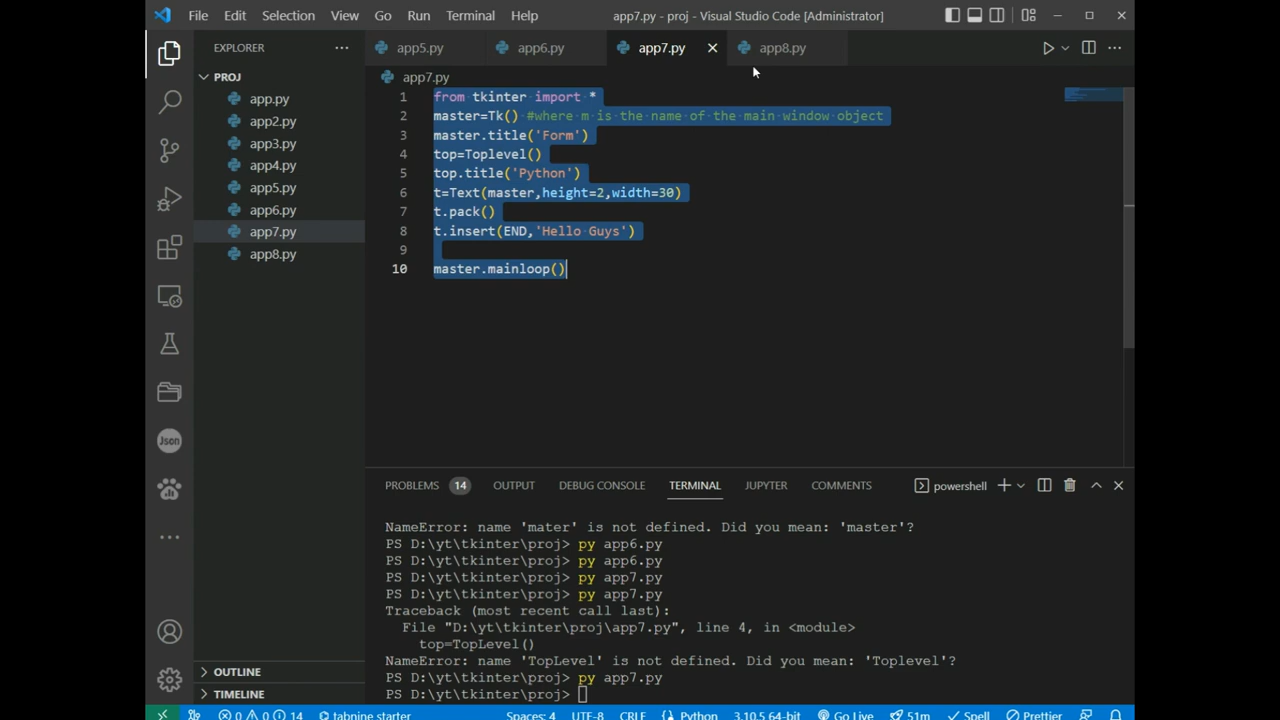 File Edit Selection View Go Run Terminal Help app7.py - proj - Visual Studio Code [Administrator]
EXPLORER
app5.py app6.py app7.py app8.py
PROJ
app.py
app2.py
app3.py
app4.py
app5.py
app6.py
app7.py
app8.py
OUTLINE
TIMELINE
Json
app7.py
1 from tkinter import *
2 master=Tk() #where m is the name of the main window object
3 master.title('Form')
4 top=Toplevel()
5 top.title('Python')
6 t=Text(master,height=2,width=30)
7 t.pack()
8 t.insert(END,'Hello Guys')
9
10 master.mainloop()
PROBLEMS 14 OUTPUT DEBUG CONSOLE TERMINAL JUPYTER COMMENTS powershell
NameError: name 'mater' is not defined. Did you mean: 'master'?
PS D:\yt\tkinter\proj> py app6.py
PS D:\yt\tkinter\proj> py app6.py
PS D:\yt\tkinter\proj> py app7.py
PS D:\yt\tkinter\proj> py app7.py
Traceback (most recent call last):
File "D:\yt\tkinter\proj\app7.py", line 4, in <module>
top=TopLevel()
NameError: name 'TopLevel' is not defined. Did you mean: 'Toplevel'?
PS D:\yt\tkinter\proj> py app7.py
PS D:\yt\tkinter\proj>
0 0 14 tabnine starter Spaces: 4 UTF-8 CRLF Python 3.10.5 64-bit Go Live 51m Spell Prettier